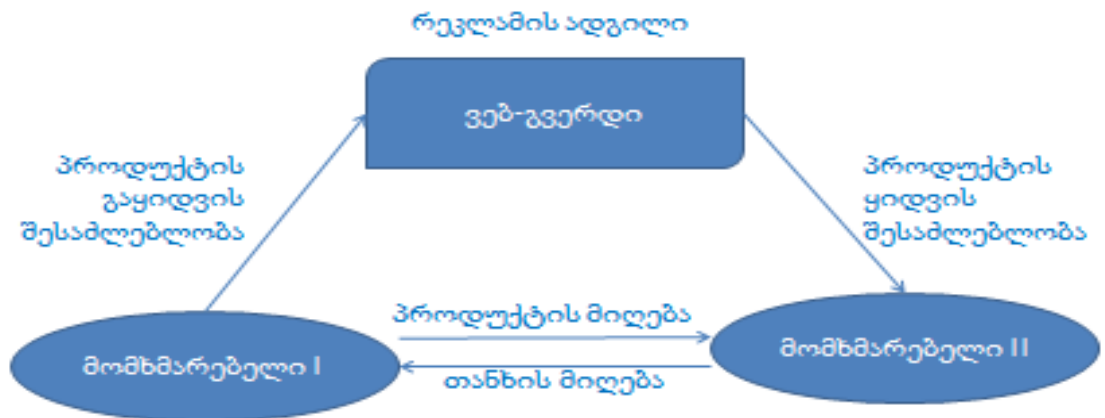 რეკლამის ადგილი
ვებ-გვერდი
პროდუქტის
გაყიდვის
შესაძლებლობა
პროდუქტის
ყიდვის
შესაძლებლობა
პროდუქტის მიღება
მომხმარებელი I
მომხმარებელი II
თანხის მიღება